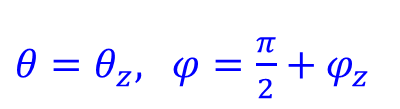 θ = θ_z, φ = π/2 + φ_z